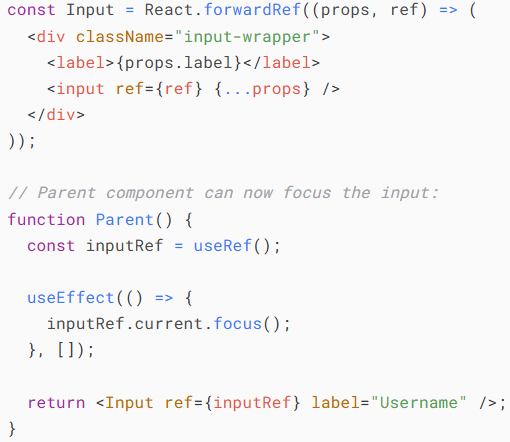 const Input = React.forwardRef((props, ref) => (
  <div className="input-wrapper">
    <label>{props.label}</label>
    <input ref={ref} {...props} />
  </div>
));

// Parent component can now focus the input:
function Parent() {
  const inputRef = useRef();

  useEffect(() => {
    inputRef.current.focus();
  }, []);

  return <Input ref={inputRef} label="Username" />;
}